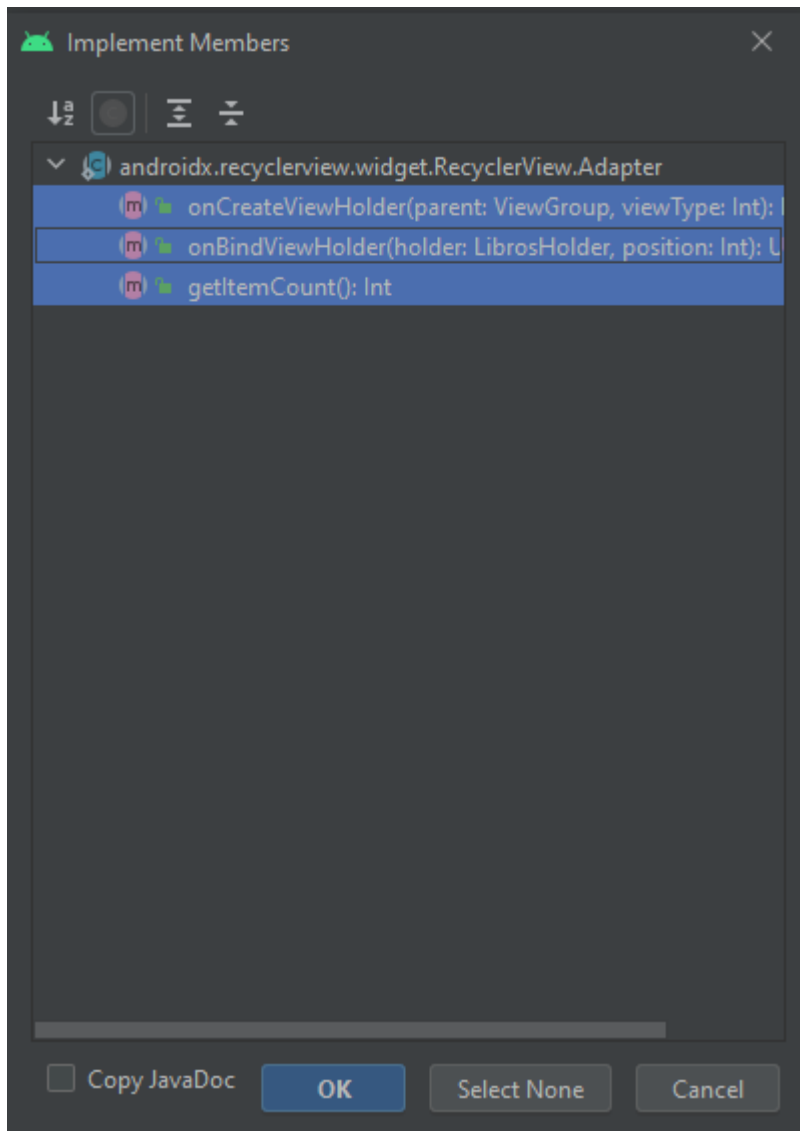 Implement Members
androidx.recyclerview.widget.RecyclerView.Adapter
onCreateViewHolder(parent: ViewGroup, viewType: Int):
onBindViewHolder(holder: LibrosHolder, position: Int): U
getItemCount(): Int
Copy JavaDoc
OK
Select None
Cancel